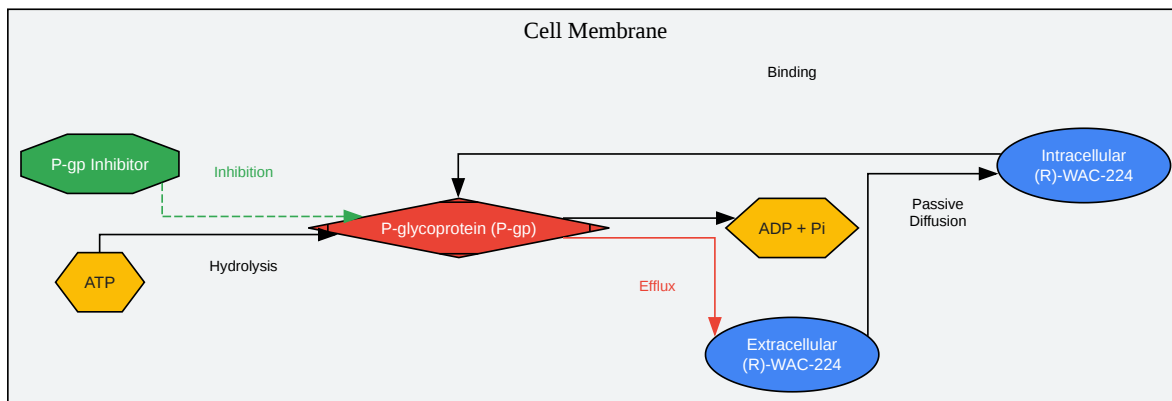 Cell Membrane
Binding
P-gp Inhibitor
Inhibition
Intracellular
(R)-WAC-224
Passive
Diffusion
P-glycoprotein (P-gp)
ADP + Pi
Hydrolysis
ATP
Efflux
Extracellular
(R)-WAC-224